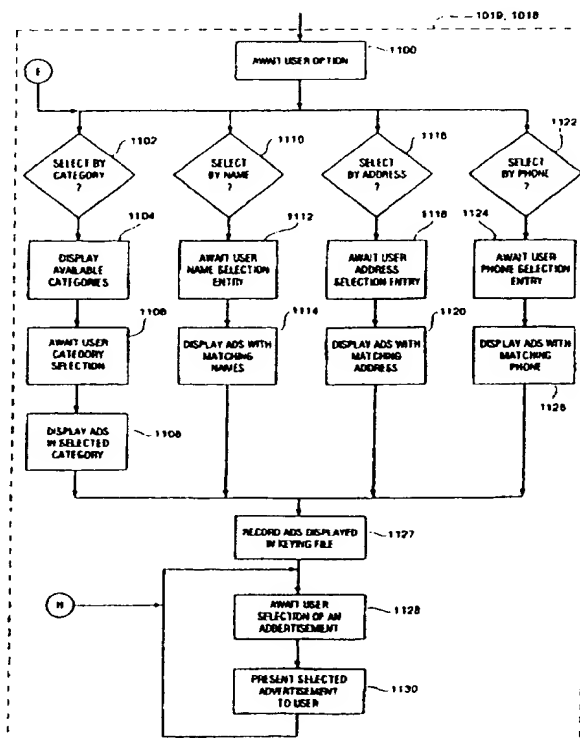 1019, 1018
AWAIT USER
OPTION
1100
E
SELECT BY
CATEGORY
?
1102
SELECT
BY NAME
?
1110
SELECT
BY ADDRESS
?
1116
SELECT
BY PHONE
?
1122
DISPLAY
AVAILABLE
CATEGORIES
1104
AWAIT USER
NAME SELECTION
ENTITY
1112
AWAIT USER
ADDRESS
SELECTION ENTRY
1118
AWAIT USER
PHONE SELECTION
ENTRY
1124
AWAIT USER
CATEGORY
SELECTION
1106
DISPLAY ADS WITH
MATCHING
NAMES
1114
DISPLAY ADS WITH
MATCHING
ADDRESS
1120
DISPLAY ADS WITH
MATCHING
PHONE
1126
DISPLAY ADS
IN SELECTED
CATEGORY
1108
RECORD ADS DISPLAYED
IN KEYING FILE
1127
AWAIT USER
SELECTION OF AN
ADBERTISEMENT
1128
PRESENT SELECTED
ADVERTISEMENT
TO USER
1130